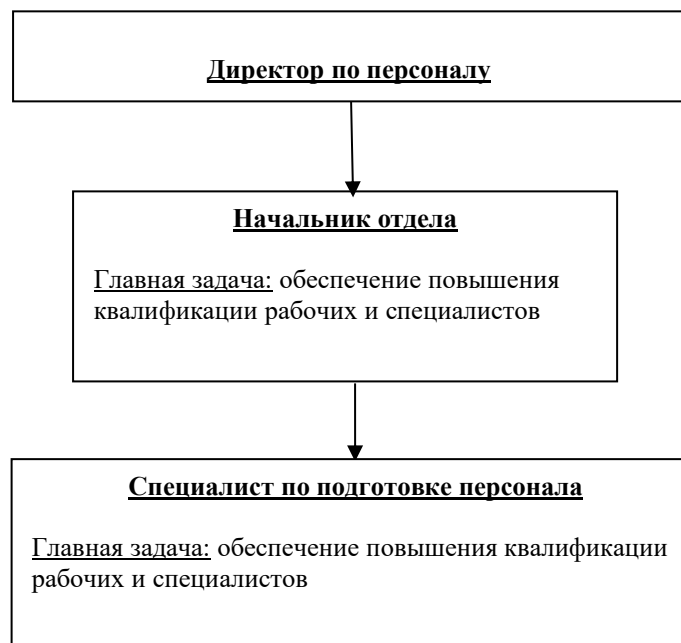 Директор по персоналу
Начальник отдела
Главная задача: обеспечение повышения
квалификации рабочих и специалистов
Специалист по подготовке персонала
Главная задача: обеспечение повышения квалификации
рабочих и специалистов